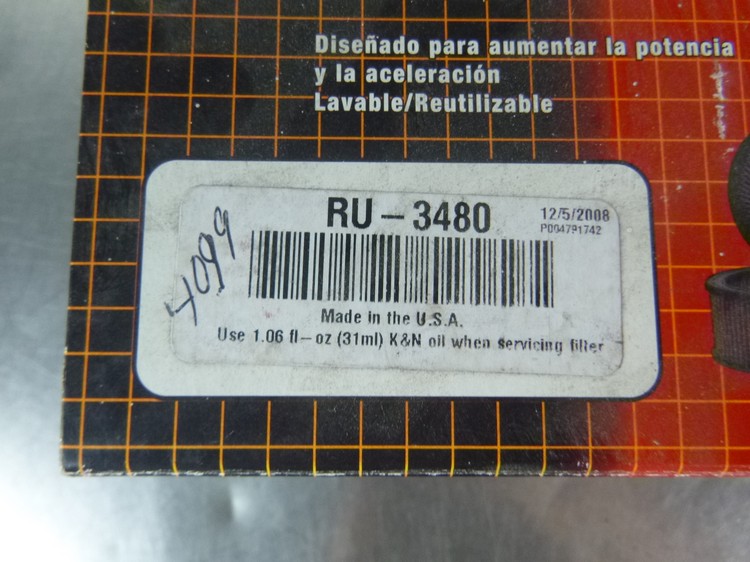 Diseñado para aumentar la potencia
y la aceleración
Lavable/Reutilizable
RU-3480
12/5/2008
P004791742
4099
Made in the U.S.A.
Use 1.06 fl-oz (31ml) K&N oil when servicing filter